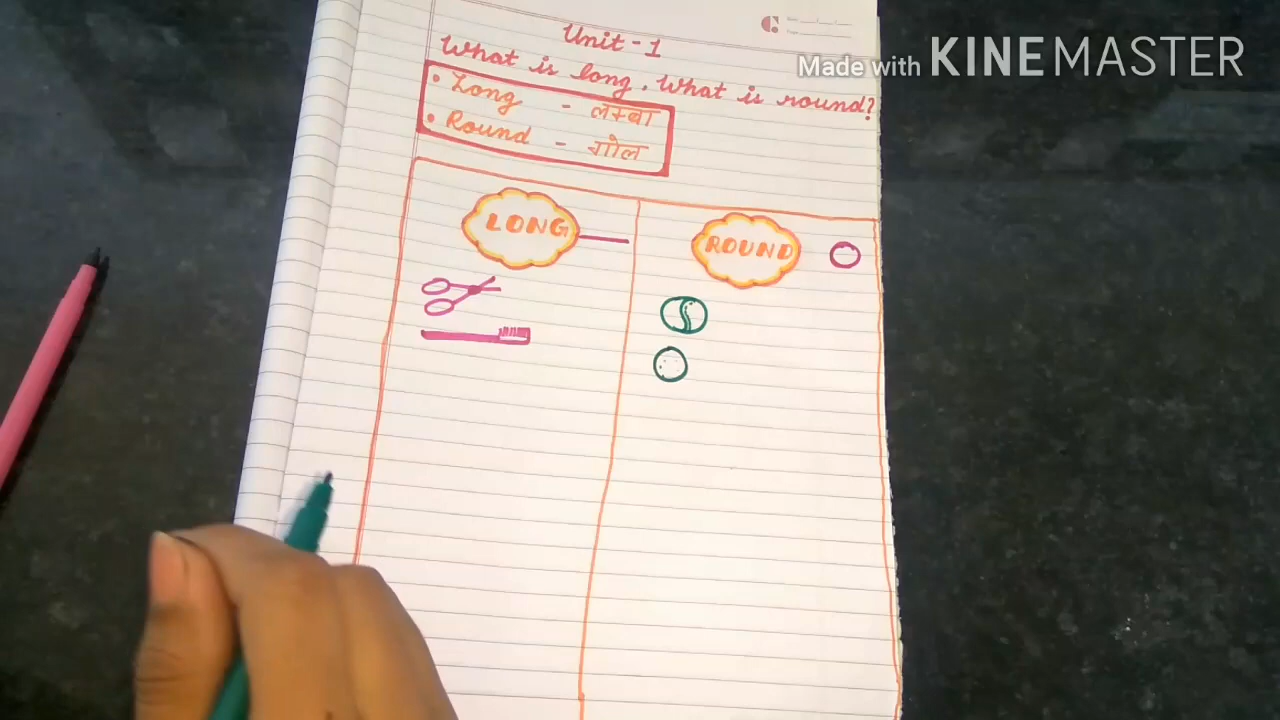 Unit - 1
What is long. What is round?
• Long - लम्बा
• Round - गोल
LONG
ROUND
Made with KINEMASTER